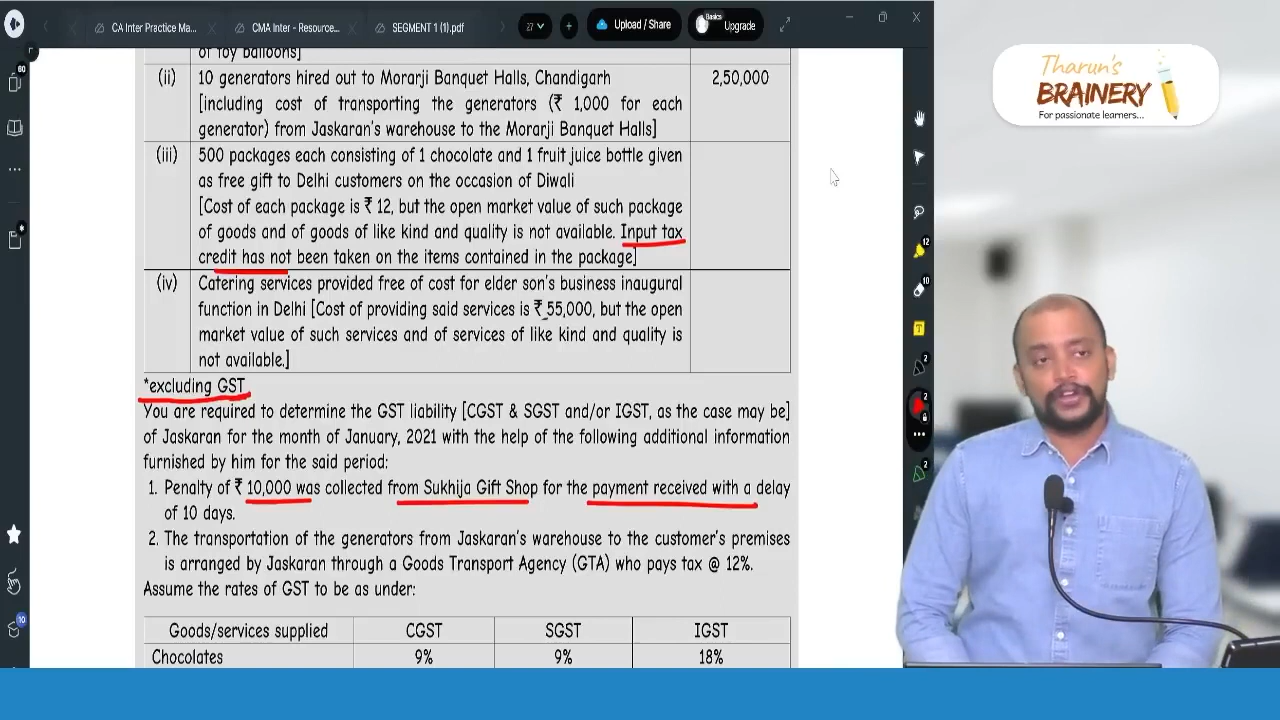 CA Inter Practice Ma...
CMA Inter - Resource...
SEGMENT 1 (1).pdf
27
Upload / Share
Basics
Upgrade
of toy balloons]
(ii) 10 generators hired out to Morarji Banquet Halls, Chandigarh 2,50,000
[including cost of transporting the generators (₹ 1,000 for each
generator) from Jaskaran's warehouse to the Morarji Banquet Halls]
(iii) 500 packages each consisting of 1 chocolate and 1 fruit juice bottle given
as free gift to Delhi customers on the occasion of Diwali
[Cost of each package is ₹ 12, but the open market value of such package
of goods and of goods of like kind and quality is not available. Input tax
credit has not been taken on the items contained in the package]
(iv) Catering services provided free of cost for elder son's business inaugural
function in Delhi [Cost of providing said services is ₹ 55,000, but the open
market value of such services and of services of like kind and quality is
not available.]
*excluding GST
You are required to determine the GST liability [CGST & SGST and/or IGST, as the case may be]
of Jaskaran for the month of January, 2021 with the help of the following additional information
furnished by him for the said period:
1. Penalty of ₹ 10,000 was collected from Sukhija Gift Shop for the payment received with a delay
of 10 days.
2. The transportation of the generators from Jaskaran's warehouse to the customer's premises
is arranged by Jaskaran through a Goods Transport Agency (GTA) who pays tax @ 12%.
Assume the rates of GST to be as under:
Goods/services supplied CGST SGST IGST
Chocolates 9% 9% 18%
Tharun's
BRAINERY
For passionate learners...
60
10
12
10
T
2
2
2